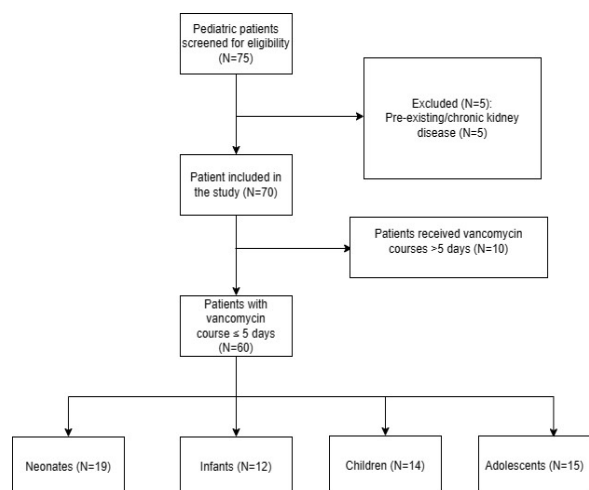 Pediatric patients
screened for eligibility
(N=75)
Excluded (N=5):
Pre-existing/chronic kidney
disease (N=5)
Patient included in
the study (N=70)
Patients received vancomycin
courses >5 days (N=10)
Patients with
vancomycin
course ≤ 5 days
(N=60)
Neonates (N=19)
Infants (N=12)
Children (N=14)
Adolescents (N=15)